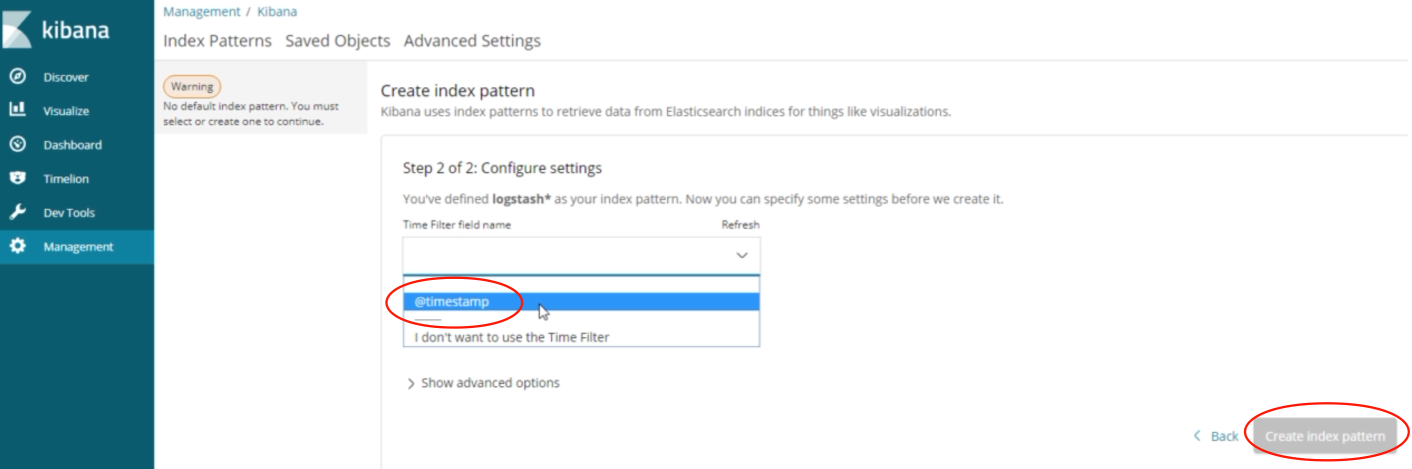 kibana
Discover
Visualize
Dashboard
Timelion
Dev Tools
Management
Management / Kibana
Index Patterns Saved Objects Advanced Settings
Warning
No default index pattern. You must
select or create one to continue.
Create index pattern
Kibana uses index patterns to retrieve data from Elasticsearch indices for things like visualizations.
Step 2 of 2: Configure settings
You've defined logstash* as your index pattern. Now you can specify some settings before we create it.
Time Filter field name Refresh
@timestamp
I don't want to use the Time Filter
Show advanced options
Back Create index pattern